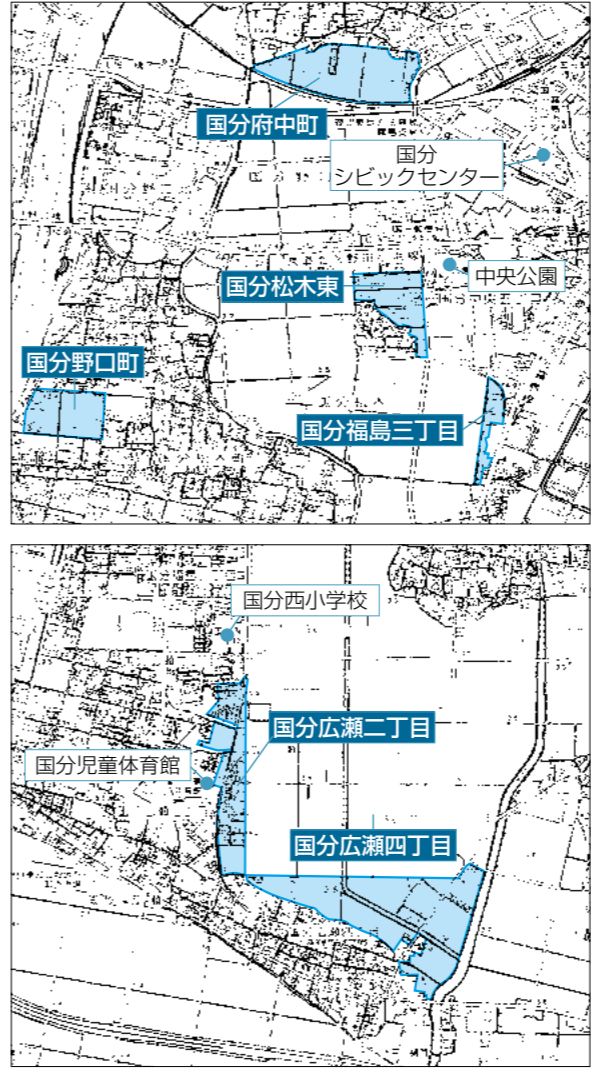 国分府中町
国分
シビックセンター
中央公園
国分松木東
国分野口町
国分福島三丁目
国分西小学校
国分広瀬二丁目
国分児童体育館
国分広瀬四丁目